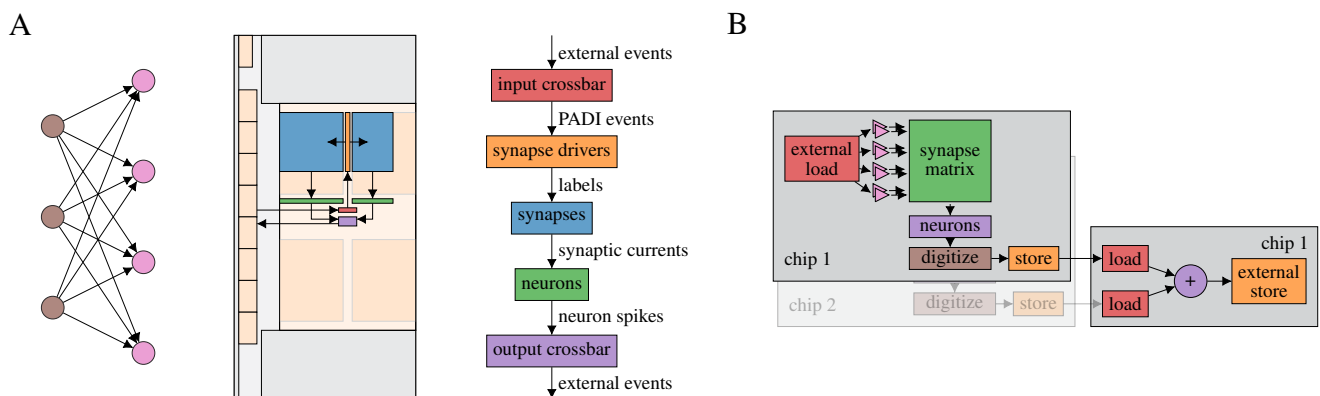 A
external events
input crossbar
PADI events
synapse drivers
labels
synapses
synaptic currents
neurons
neuron spikes
output crossbar
external events
B
external
load
synapse
matrix
neurons
digitize
store
chip 1
digitize
store
chip 2
chip 1
load
load
+
external
store